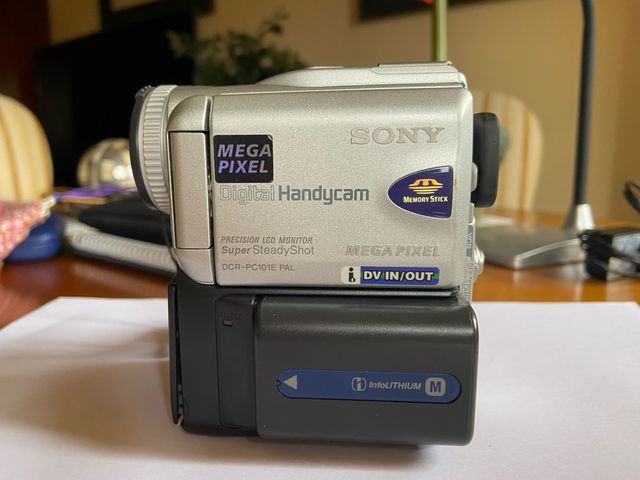 SONY
MEGA
PIXEL
Digital Handycam
MEMORY STICK
PRECISION LCD MONITOR
Super SteadyShot
MEGA PIXEL
DCR-PC101E PAL
i DV IN/OUT
i InfoLITHIUM M